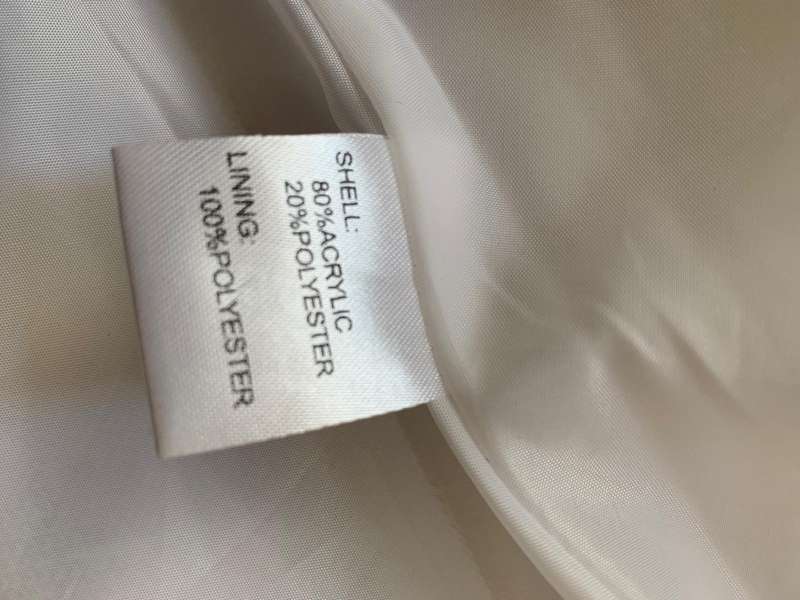 SHELL:
80%ACRYLIC
20%POLYESTER
LINING:
100%POLYESTER